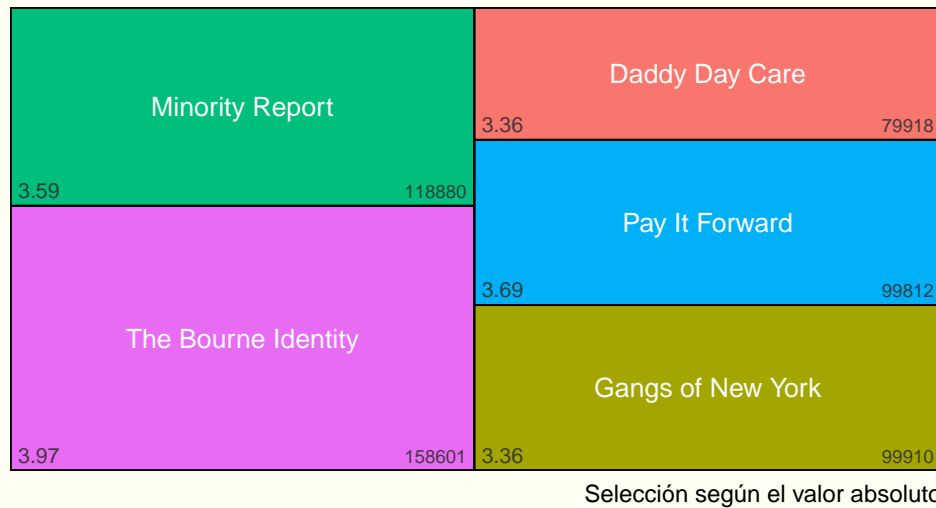 Minority Report
3.59 118880
The Bourne Identity
3.97 158601
Daddy Day Care
3.36 79918
Pay It Forward
3.69 99812
Gangs of New York
3.36 99910
Selección según el valor absoluto